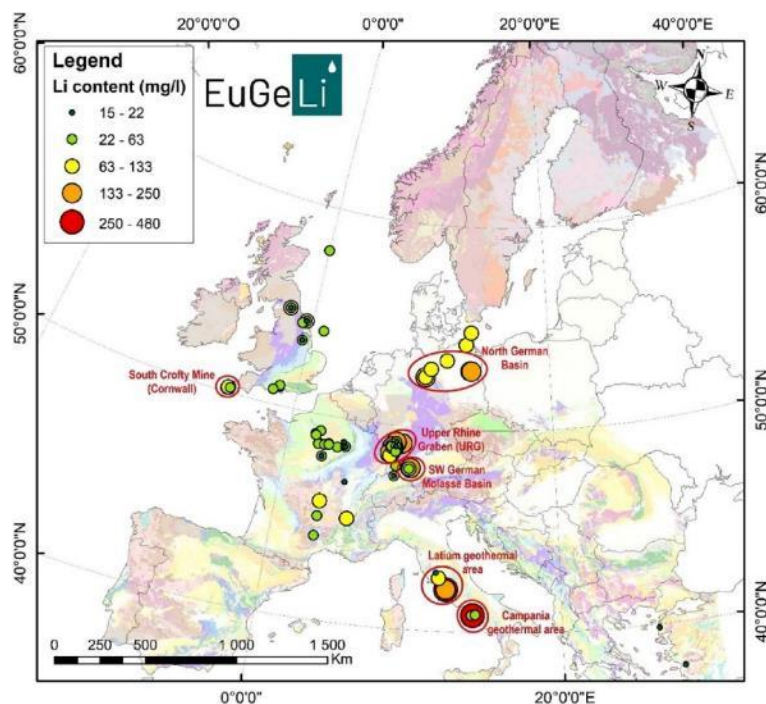 20°0'0"W
0°0'0"
20°0'0"E
40°0'0"E
60°0'0"N
60°0'0"N
50°0'0"N
50°0'0"N
40°0'0"N
40°0'0"N
Legend
Li content (mg/l)
15 - 22
22 - 63
63 - 133
133 - 250
250 - 480
EuGeLi
N
W
E
S
South Crofty Mine
(Cornwall)
North German
Basin
Upper Rhine
Graben (URG)
SW German
Molasse Basin
Latium geothermal
area
Campania
geothermal area
0 250 500 1 000 1 500
Km
0°0'0"
20°0'0"E